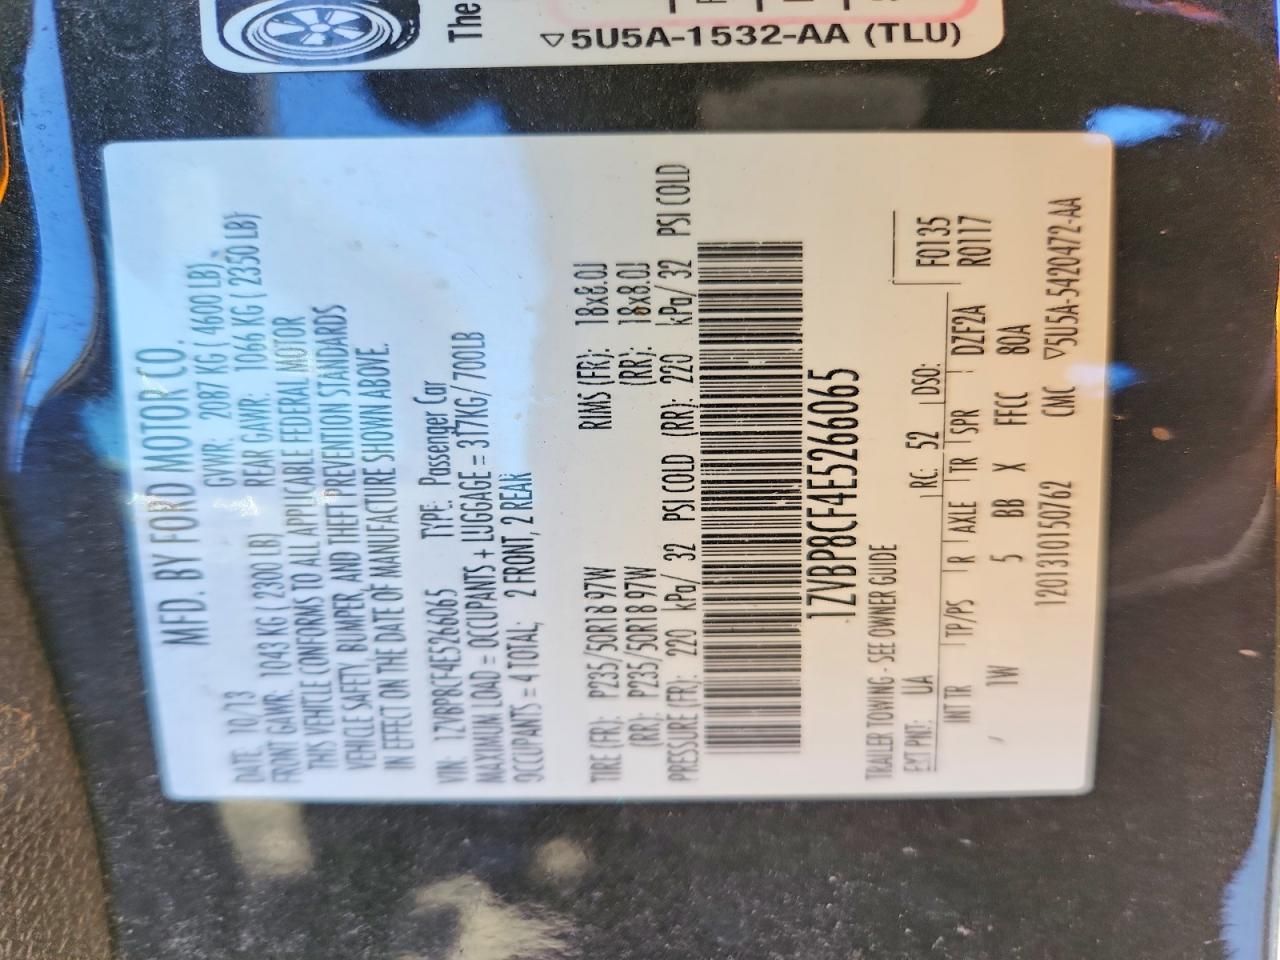 The
▽5U5A-1532-AA (TLU)
MFD. BY FORD MOTOR CO.
DATE: 10/13 GVWR: 2087 KG ( 4600 LB)
FRONT GAWR: 1043 KG ( 2300 LB) REAR GAWR: 1066 KG ( 2350 LB)
THIS VEHICLE CONFORMS TO ALL APPLICABLE FEDERAL MOTOR
VEHICLE SAFETY, BUMPER, AND THEFT PREVENTION STANDARDS
IN EFFECT ON THE DATE OF MANUFACTURE SHOWN ABOVE.
VIN: 1ZVBP8CF4E5266065 TYPE: Passenger Car
MAXIMUM LOAD = OCCUPANTS + LUGGAGE = 317KG/700LB
OCCUPANTS = 4 TOTAL; 2 FRONT, 2 REAR
TIRE (FR): P235/50R18 97W RIMS (FR): 18x8.0J
(RR): P235/50R18 97W (RR): 18x8.0J
PRESSURE (FR): 220 kPa/ 32 PSI COLD (RR): 220 kPa/ 32 PSI COLD
1ZVBP8CF4E5266065
TRAILER TOWING - SEE OWNER GUIDE
EXT PNT: UA RC: 52 DSO: F0135
INT TR TP/PS R AXLE TR SPR DZF2A R0117
1W 5 BB X FFCC 80A
1201310150762 CMC ▽5U5A-5420472-AA